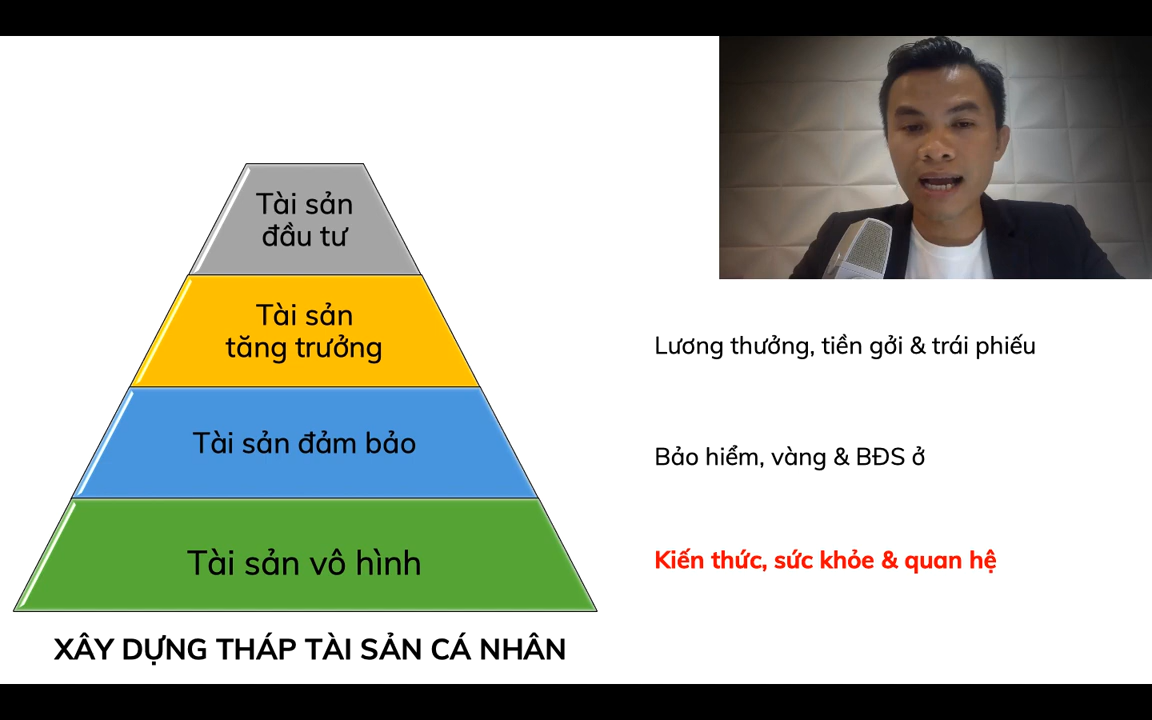 Tài sản
đầu tư
Tài sản
tăng trưởng
Lương thưởng, tiền gởi & trái phiếu
Tài sản đảm bảo
Bảo hiểm, vàng & BĐS ở
Tài sản vô hình
Kiến thức, sức khỏe & quan hệ
XÂY DỰNG THÁP TÀI SẢN CÁ NHÂN